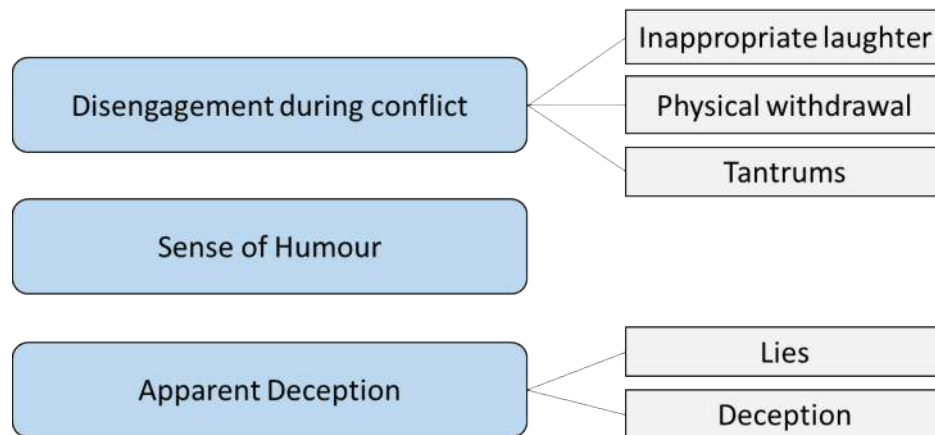 Disengagement during conflict
Inappropriate laughter
Physical withdrawal
Tantrums
Sense of Humour
Apparent Deception
Lies
Deception